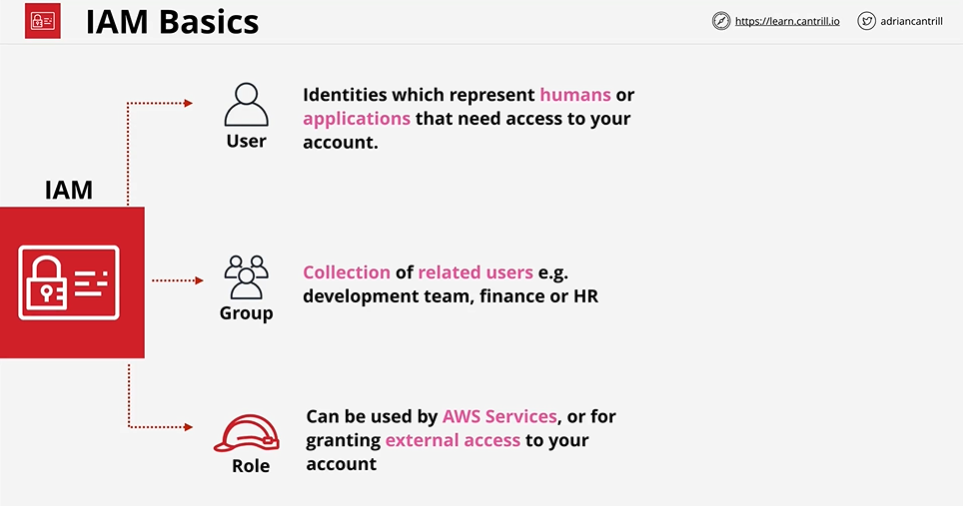 IAM Basics
https://learn.cantrill.io
adriancantrill
Identities which represent humans or
applications that need access to your
account.
User
IAM
Collection of related users e.g.
development team, finance or HR
Group
Can be used by AWS Services, or for
granting external access to your
account
Role